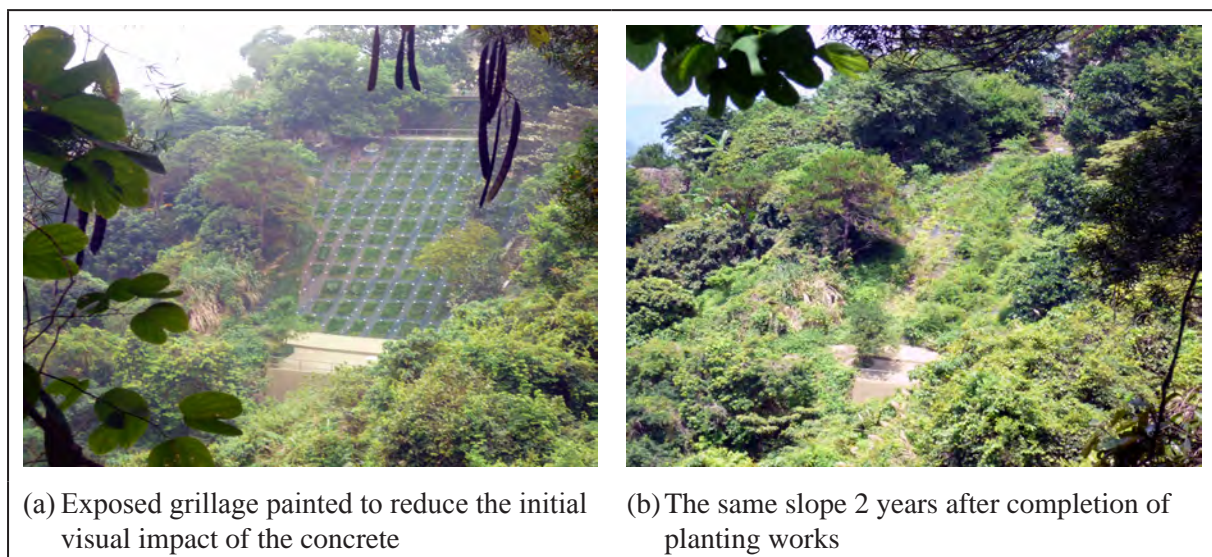 (a) Exposed grillage painted to reduce the initial
visual impact of the concrete
(b) The same slope 2 years after completion of
planting works